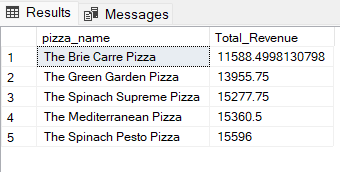 Results Messages
pizza_name Total_Revenue
1 The Brie Carre Pizza 11588.4998130798
2 The Green Garden Pizza 13955.75
3 The Spinach Supreme Pizza 15277.75
4 The Mediterranean Pizza 15360.5
5 The Spinach Pesto Pizza 15596